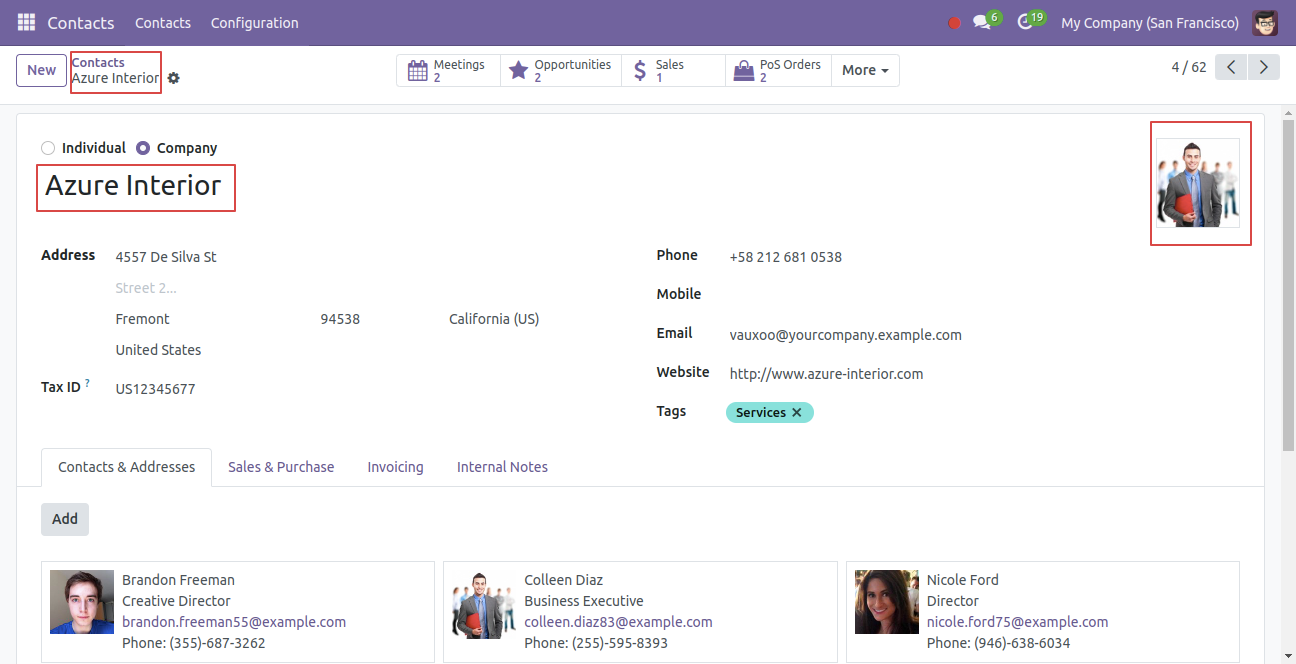 Contacts Contacts Configuration 6 19 My Company (San Francisco)
New Contacts Azure Interior Meetings 2 Opportunities 2 Sales 1 PoS Orders 2 More 4 / 62
Individual Company
Azure Interior
Address 4557 De Silva St Phone +58 212 681 0538
Street 2...
Mobile
Fremont 94538 California (US)
Email vauxoo@yourcompany.example.com
United States
Website http://www.azure-interior.com
Tax ID ? US12345677
Tags Services ✕
Contacts & Addresses Sales & Purchase Invoicing Internal Notes
Add
Brandon Freeman Colleen Diaz Nicole Ford
Creative Director Business Executive Director
brandon.freeman55@example.com colleen.diaz83@example.com nicole.ford75@example.com
Phone: (355)-687-3262 Phone: (255)-595-8393 Phone: (946)-638-6034